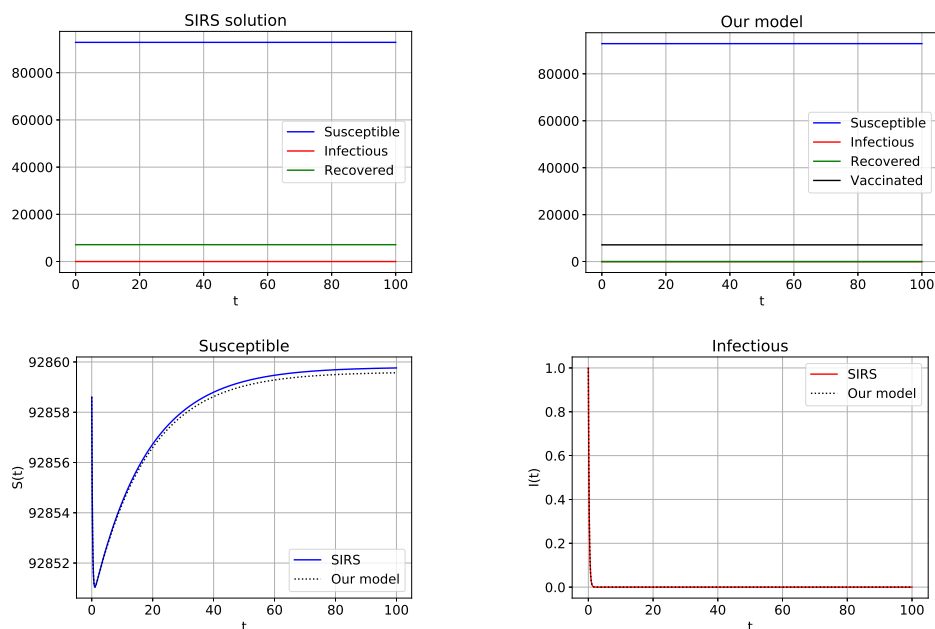 SIRS solution
80000
60000
40000
20000
0
0 20 40 60 80 100
t
Susceptible
Infectious
Recovered
Our model
80000
60000
40000
20000
0
0 20 40 60 80 100
t
Susceptible
Infectious
Recovered
Vaccinated
Susceptible
S(t)
92860
92858
92856
92854
92852
0 20 40 60 80 100
t
SIRS
Our model
Infectious
I(t)
1.0
0.8
0.6
0.4
0.2
0.0
0 20 40 60 80 100
t
SIRS
Our model